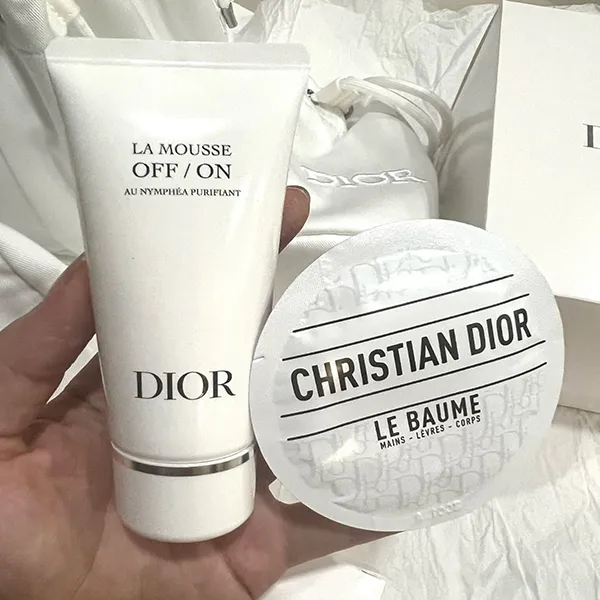 LA MOUSSE
OFF / ON
AU NYMPHÉA PURIFIANT
DIOR
DIOR
CHRISTIAN DIOR
LE BAUME
MAINS - LÈVRES - CORPS